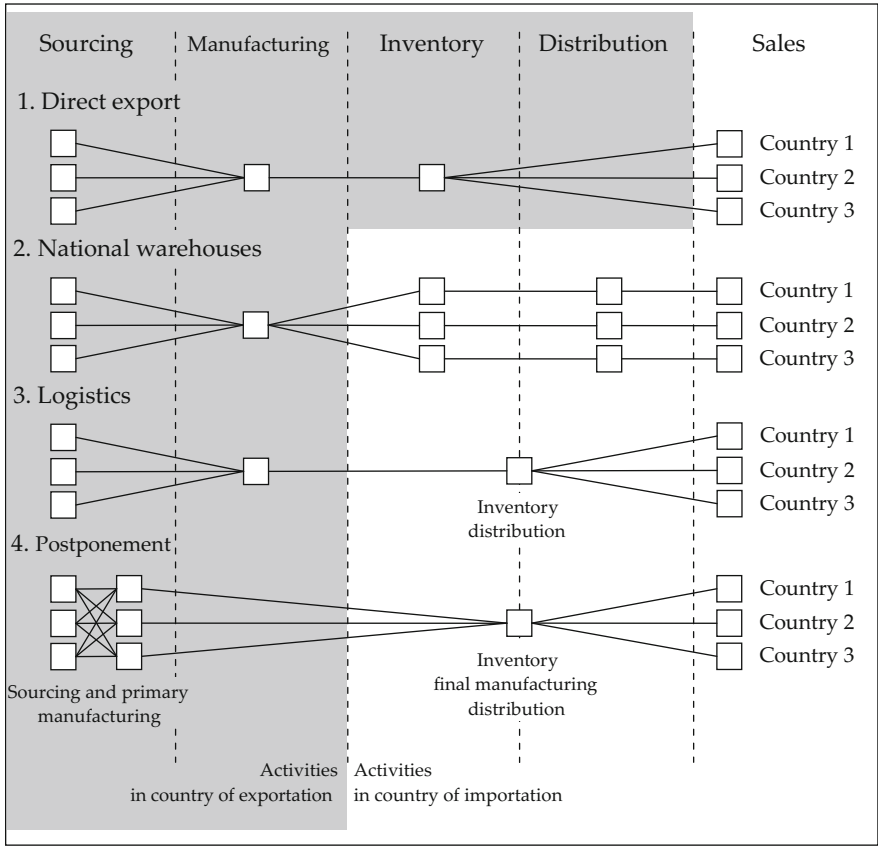 Sourcing Manufacturing Inventory Distribution Sales
1. Direct export
Country 1
Country 2
Country 3
2. National warehouses
Country 1
Country 2
Country 3
3. Logistics
Country 1
Country 2
Country 3
Inventory
distribution
4. Postponement
Country 1
Country 2
Country 3
Sourcing and primary
manufacturing
Inventory
final manufacturing
distribution
Activities
in country of exportation
Activities
in country of importation